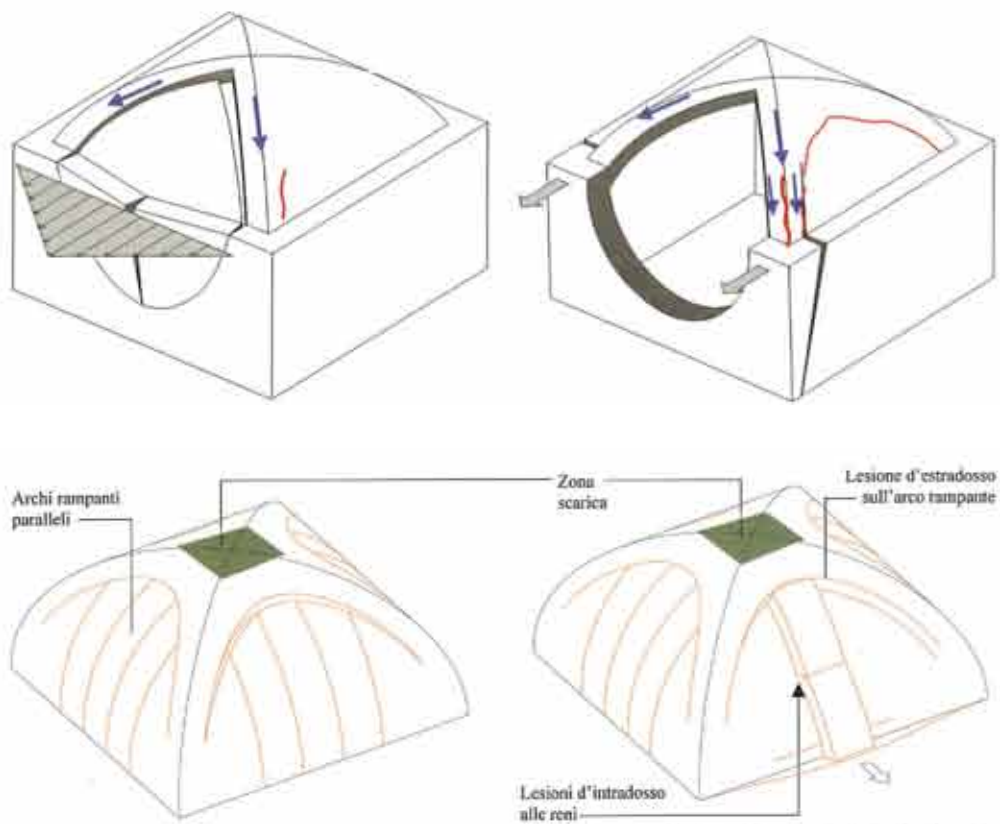 Archi rampanti
paralleli
Zona
scarica
Lesione d'estradosso
sull'arco rampante
Lesioni d'intradosso
alle reni